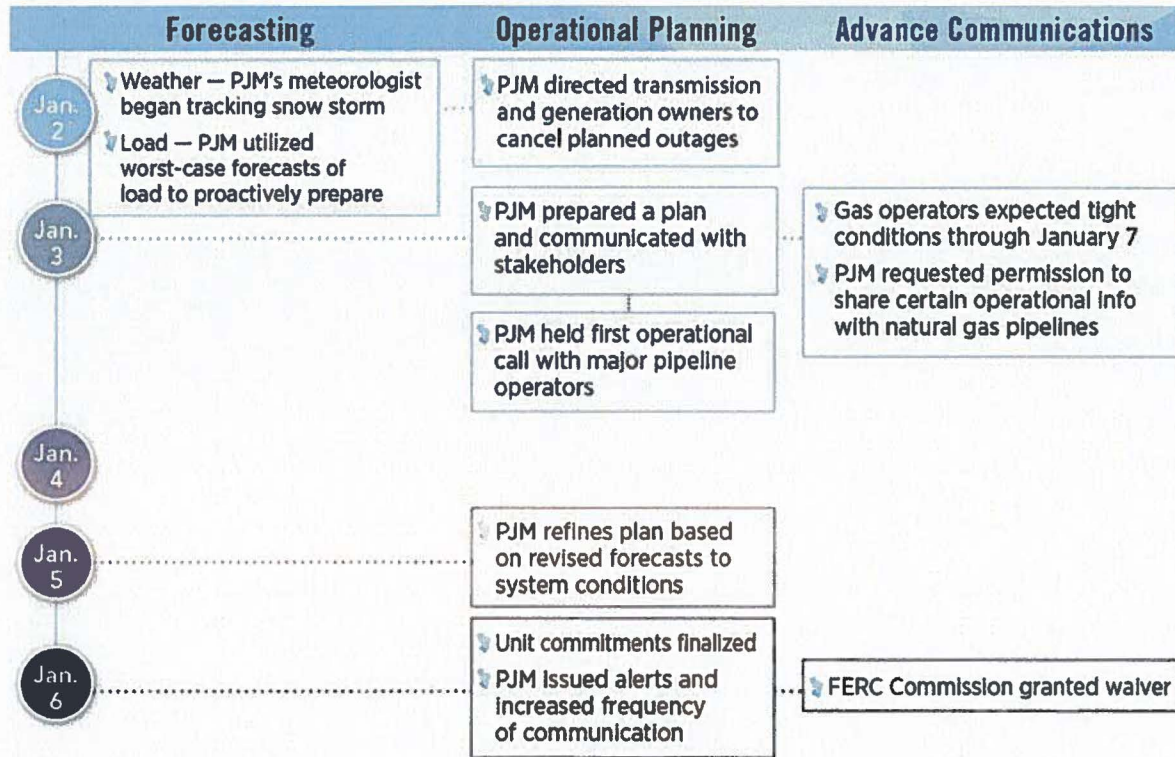 Forecasting
Operational Planning
Advance Communications
Jan.
2
Weather — PJM's meteorologist
began tracking snow storm
Load — PJM utilized
worst-case forecasts of
load to proactively prepare
PJM directed transmission
and generation owners to
cancel planned outages
Jan.
3
PJM prepared a plan
and communicated with
stakeholders
PJM held first operational
call with major pipeline
operators
Gas operators expected tight
conditions through January 7
PJM requested permission to
share certain operational info
with natural gas pipelines
Jan.
4
Jan.
5
PJM refines plan based
on revised forecasts to
system conditions
Jan.
6
Unit commitments finalized
PJM issued alerts and
increased frequency
of communication
FERC Commission granted waiver